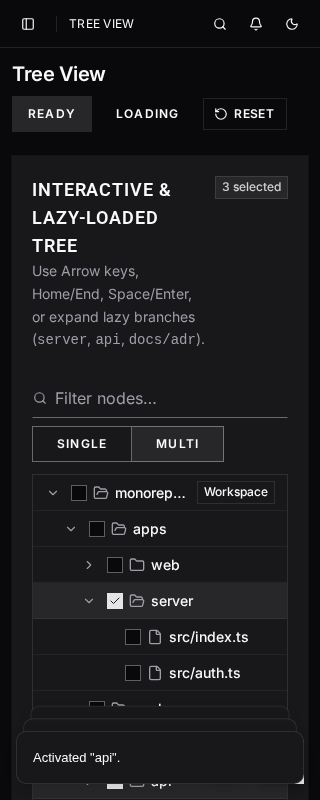 TREE VIEW
Tree View
READY LOADING RESET
INTERACTIVE &
LAZY-LOADED
TREE
3 selected
Use Arrow keys,
Home/End, Space/Enter,
or expand lazy branches
(server, api, docs/adr).
Filter nodes...
SINGLE MULTI
monorep... Workspace
apps
web
server
src/index.ts
src/auth.ts
Activated "api".